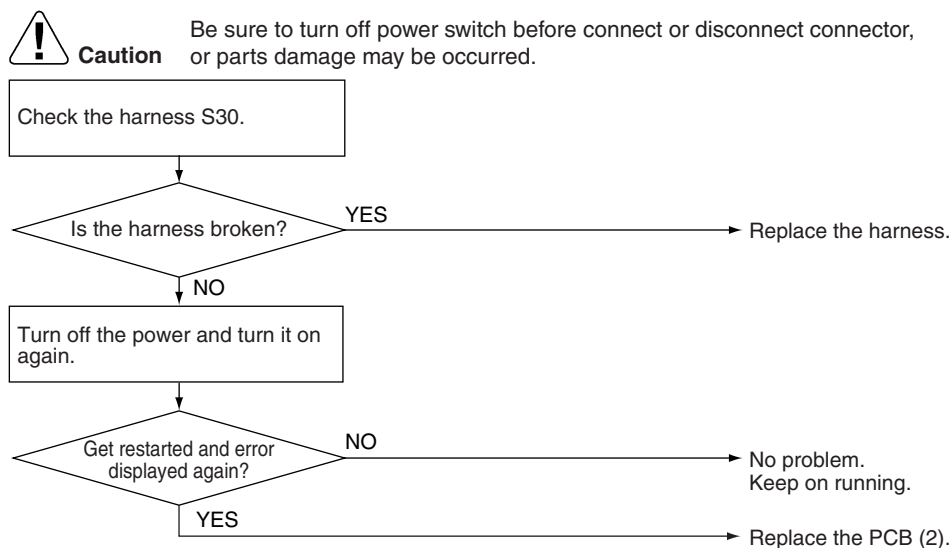 Be sure to turn off power switch before connect or disconnect connector,
Caution or parts damage may be occurred.
Check the harness S30.
Is the harness broken?
YES
Replace the harness.
NO
Turn off the power and turn it on
again.
Get restarted and error
displayed again?
NO
No problem.
Keep on running.
YES
Replace the PCB (2).